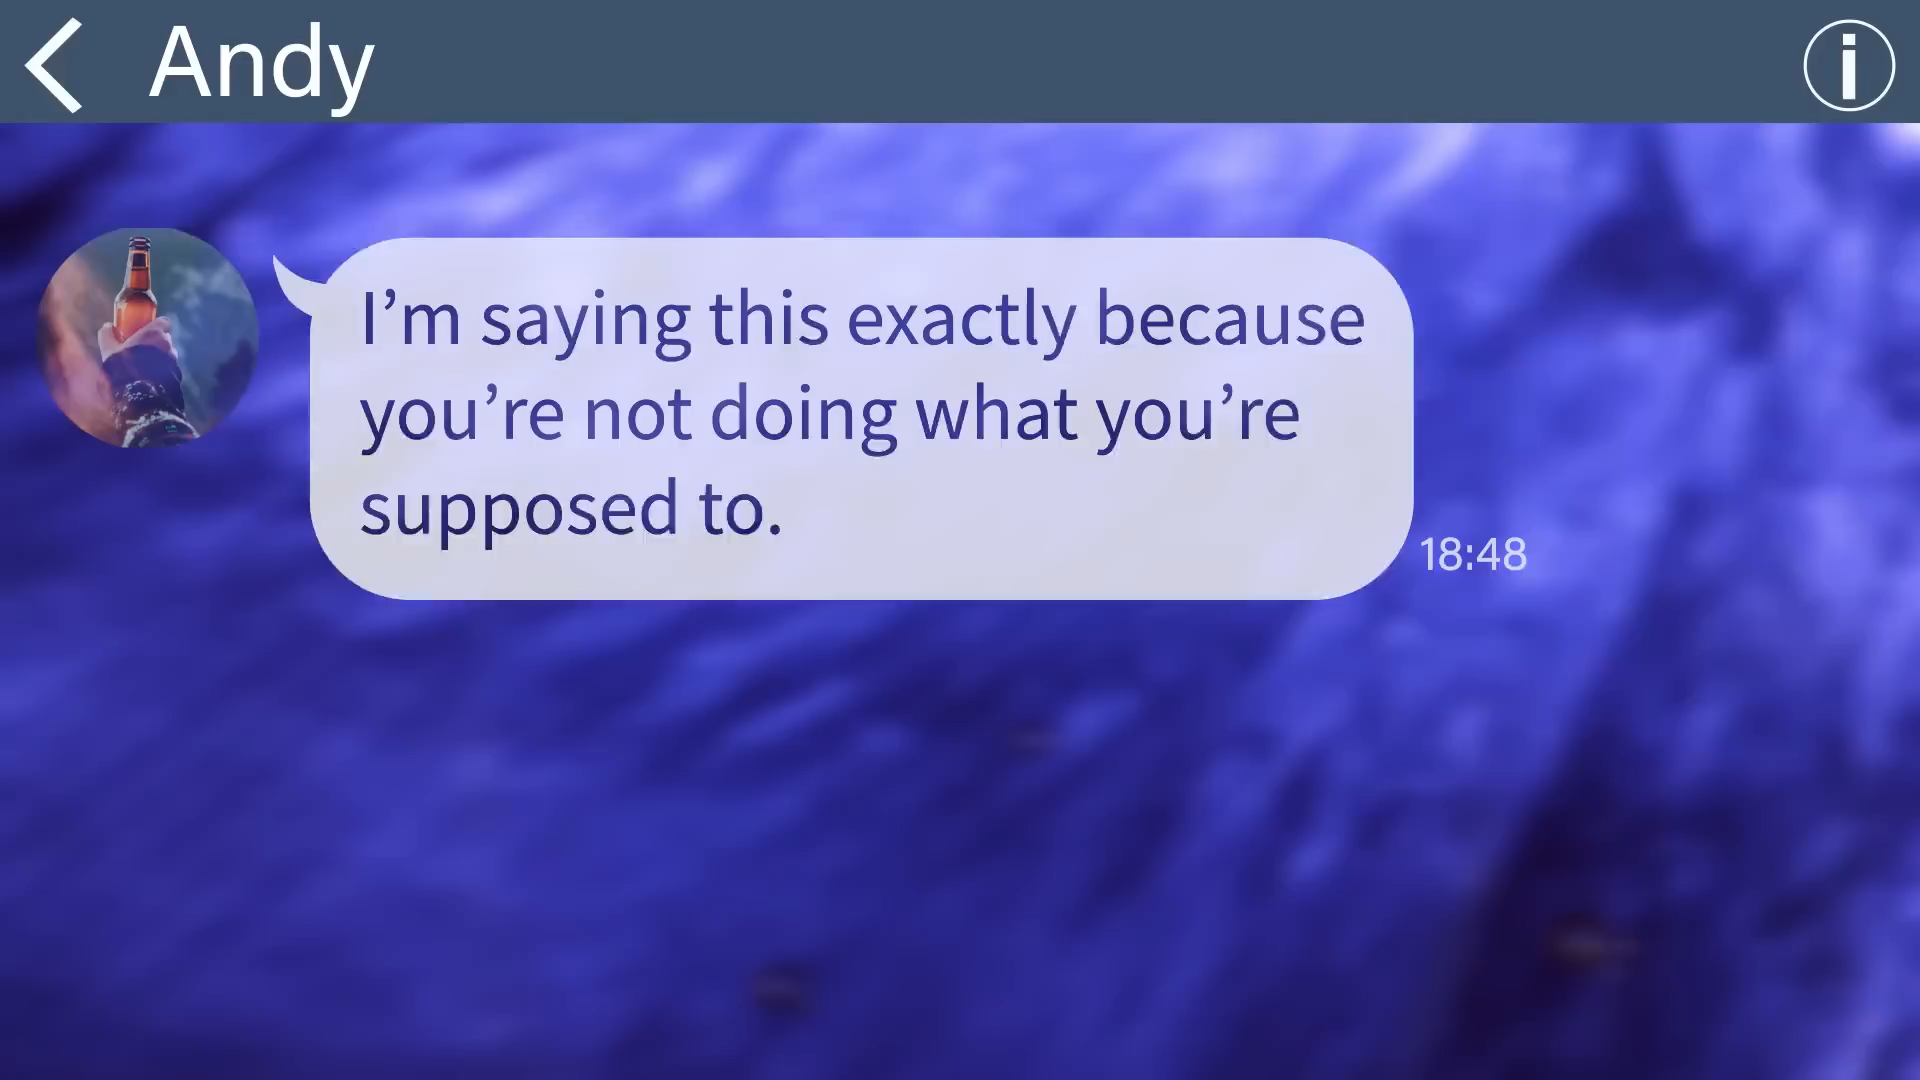 Andy
I’m saying this exactly because
you’re not doing what you’re
supposed to.
18:48